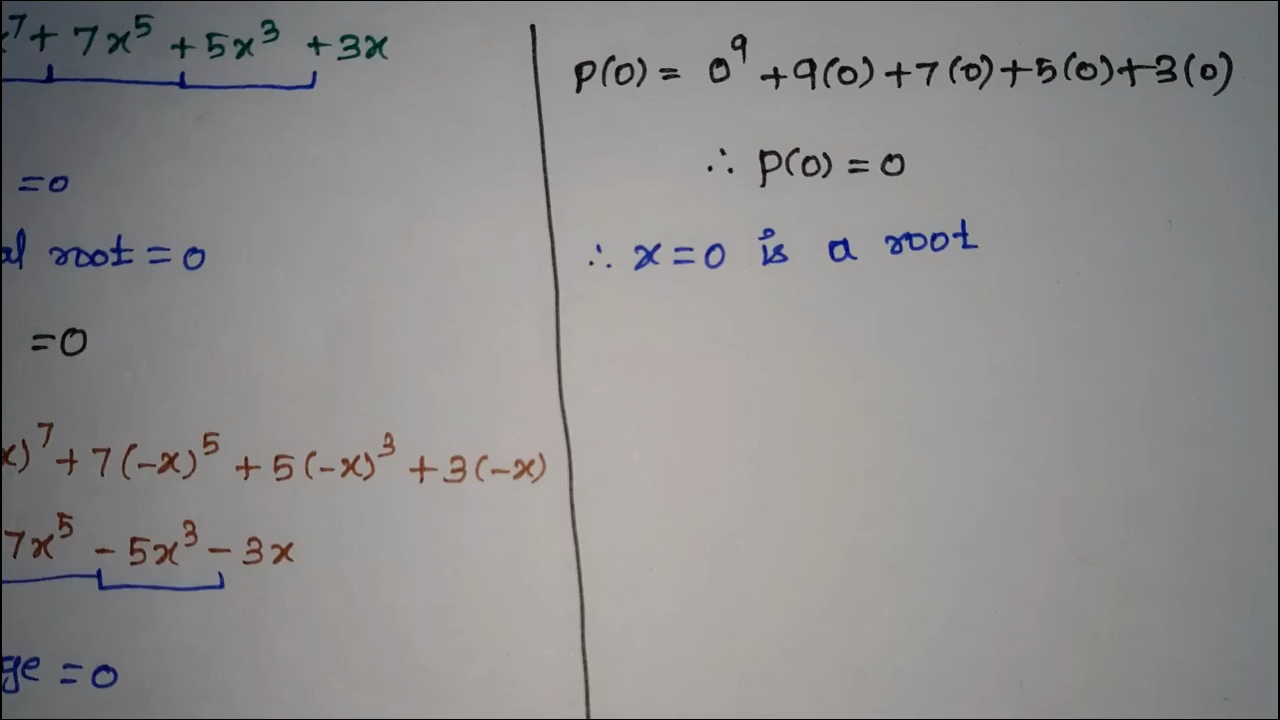 x⁷ + 7x⁵ + 5x³ + 3x
= 0
al root = 0
= 0
x)⁷ + 7(-x)⁵ + 5(-x)³ + 3(-x)
7x⁵ - 5x³ - 3x
ge = 0
P(0) = 0⁹ + 9(0) + 7(0) + 5(0) + 3(0)
∴ P(0) = 0
∴ x = 0 is a root